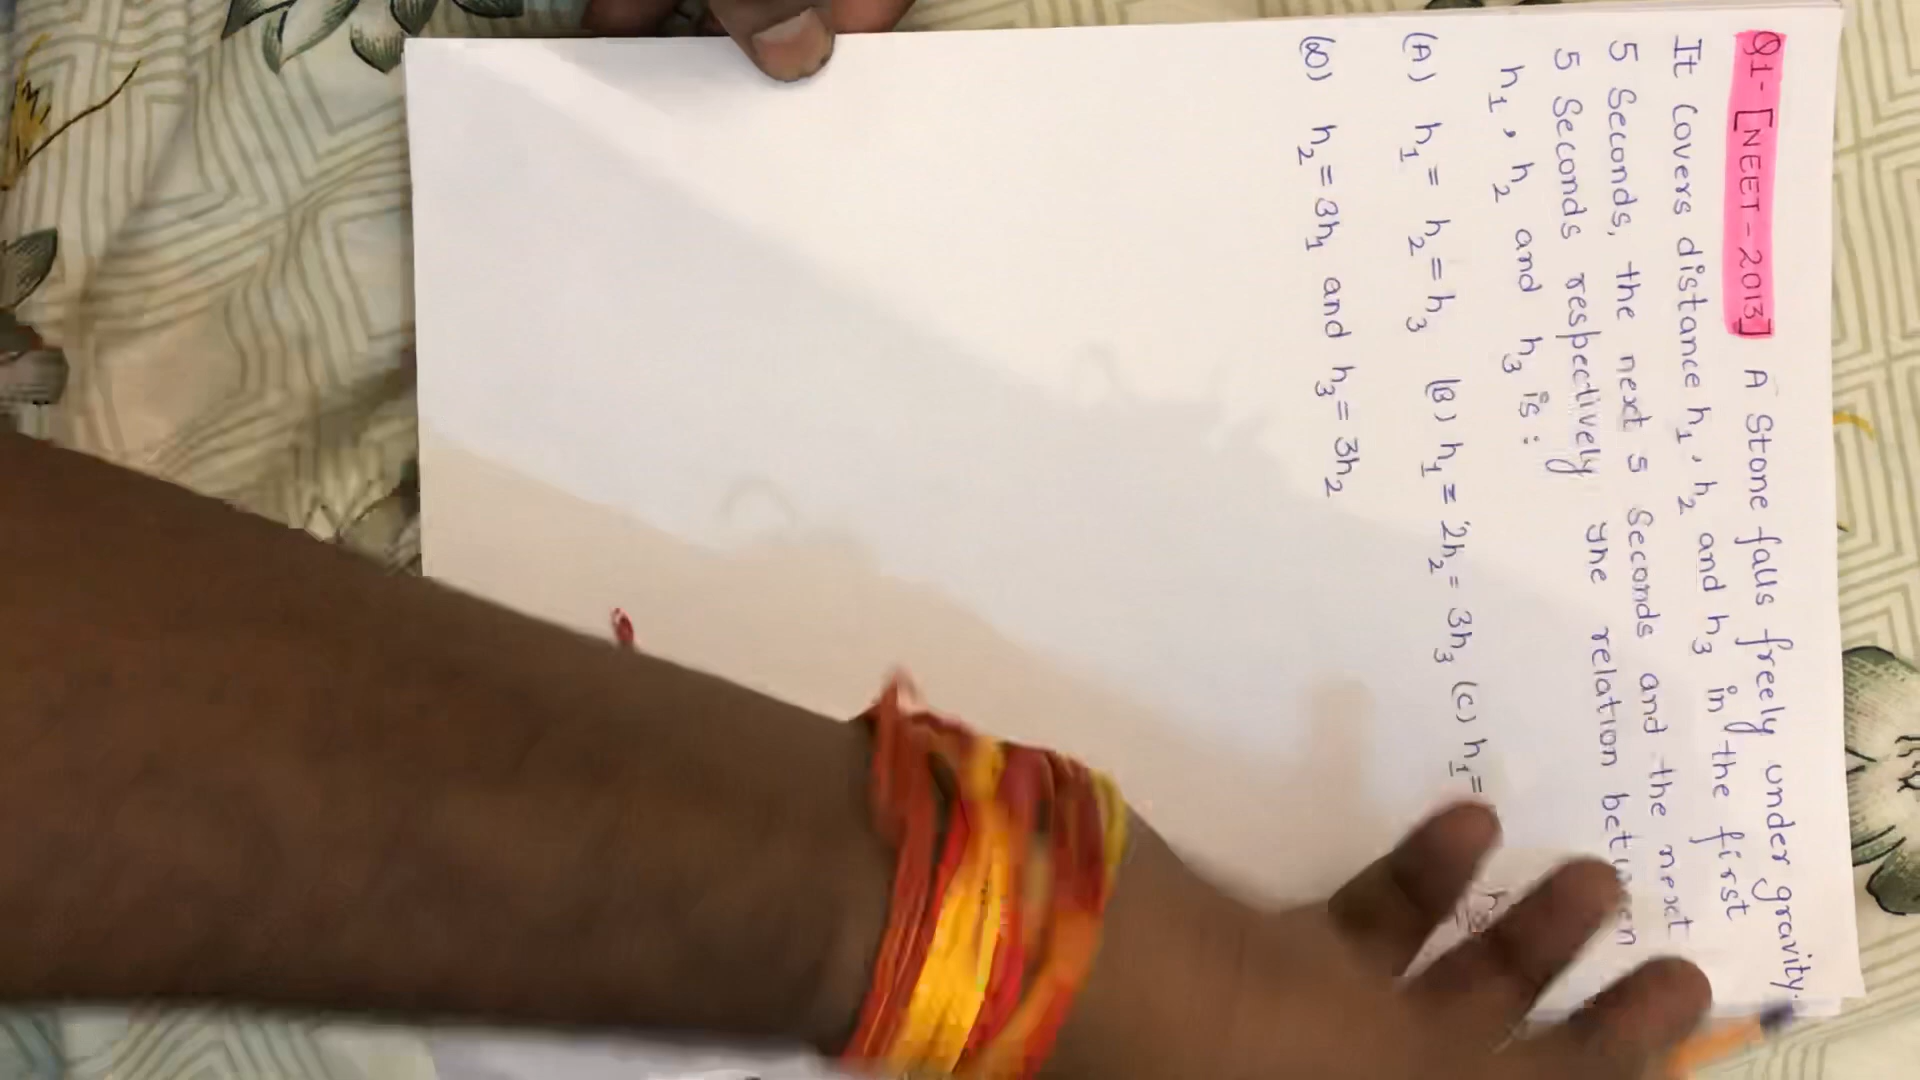 Q1- [NEET-2013] A Stone falls freely under gravity.
It Covers distance h₁, h₂ and h₃ in the first
5 Seconds, the next 5 Seconds and the next
5 Seconds respectively the relation between
h₁, h₂ and h₃ is:
(A) h₁ = h₂ = h₃ (B) h₁ = 2h₂ = 3h₃ (C) h₁ =
(D) h₂ = 3h₁ and h₃ = 3h₂